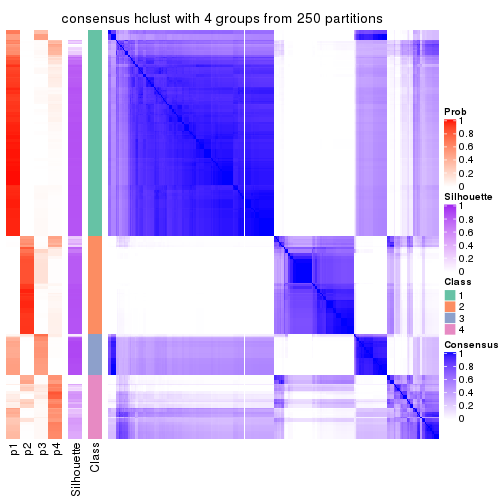 consensus hclust with 4 groups from 250 partitions
Prob
1
0.8
0.6
0.4
0.2
0
Silhouette
1
0.8
0.6
0.4
0.2
0
Class
1
2
3
4
Consensus
1
0.8
0.6
0.4
0.2
0
p1
p2
p3
p4
Silhouette
Class